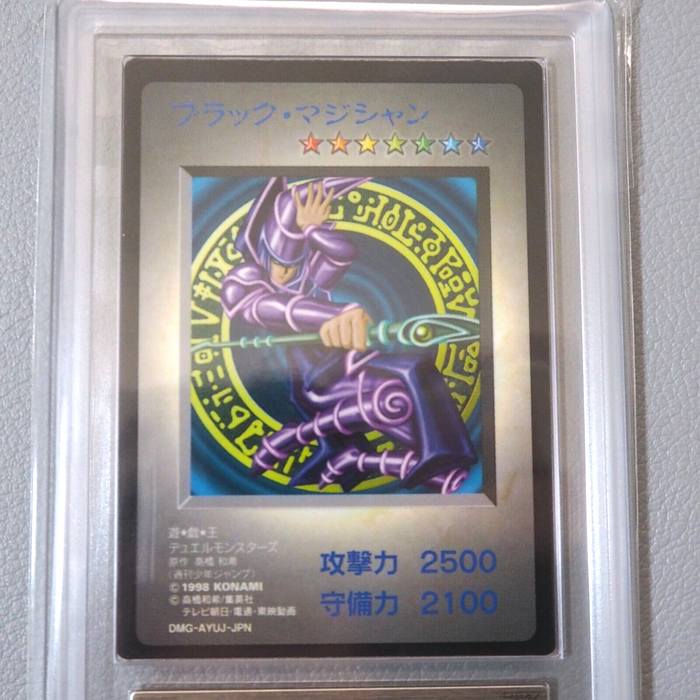 ブラック・マジシャン
遊★戯★王
デュエルモンスターズ
原作 高橋 和希
(週刊少年ジャンプ)
© 1998 KONAMI
© 高橋和希/集英社
テレビ朝日・電通・東映動画
DMG-AYUJ-JPN
攻撃力 2500
守備力 2100